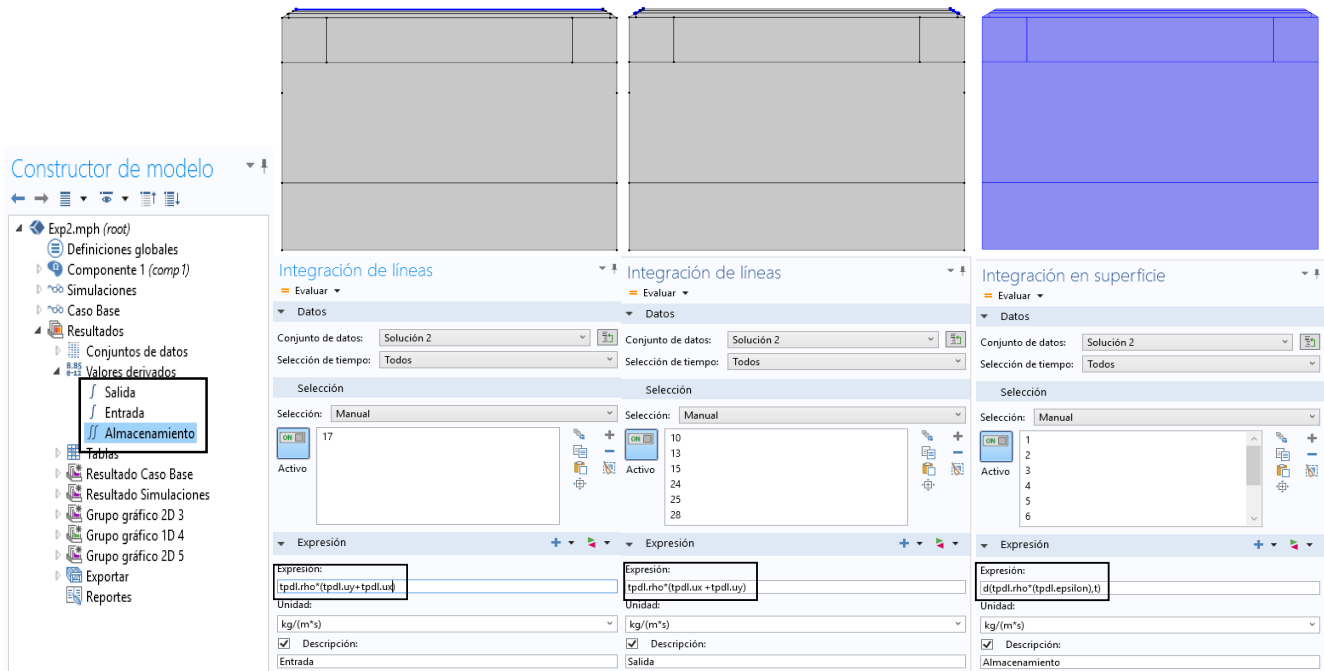 Constructor de modelo
Exp2.mph (root)
Definiciones globales
Componente 1 (comp1)
Simulaciones
Caso Base
Resultados
Conjuntos de datos
8.85
e-12
Valores derivados
Salida
Entrada
Almacenamiento
Tablas
Resultado Caso Base
Resultado Simulaciones
Grupo gráfico 2D 3
Grupo gráfico 1D 4
Grupo gráfico 2D 5
Exportar
Reportes
Integración de líneas
= Evaluar
Datos
Conjunto de datos: Solución 2
Selección de tiempo: Todos
Selección
Selección: Manual
ON
Activo
17
Expresión
Expresión:
tpdl.rho*(tpdl.uy+tpdl.ux)
Unidad:
kg/(m*s)
Descripción:
Entrada
Integración de líneas
= Evaluar
Datos
Conjunto de datos: Solución 2
Selección de tiempo: Todos
Selección
Selección: Manual
ON
Activo
10
13
15
24
25
28
Expresión
Expresión:
tpdl.rho*(tpdl.ux +tpdl.uy)
Unidad:
kg/(m*s)
Descripción:
Salida
Integración en superficie
= Evaluar
Datos
Conjunto de datos: Solución 2
Selección de tiempo: Todos
Selección
Selección: Manual
ON
Activo
1
2
3
4
5
6
Expresión
Expresión:
d(tpdl.rho*(tpdl.epsilon),t)
Unidad:
kg/(m*s)
Descripción:
Almacenamiento